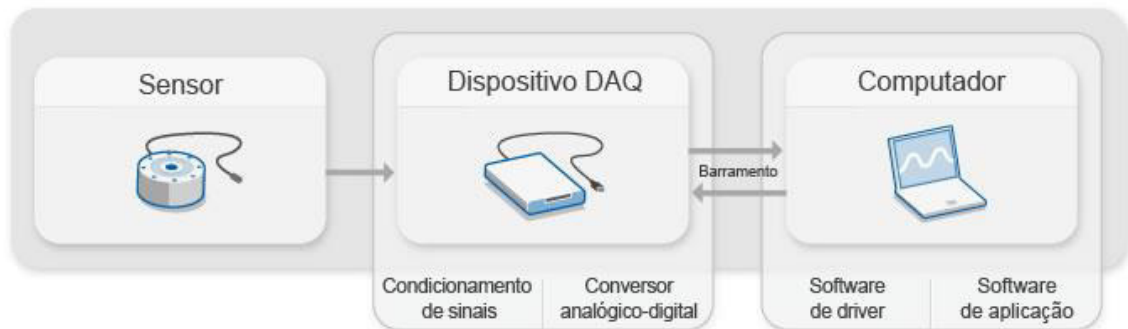 Sensor
Dispositivo DAQ
Computador
Barramento
Condicionamento
de sinais
Conversor
analógico-digital
Software
de driver
Software
de aplicação